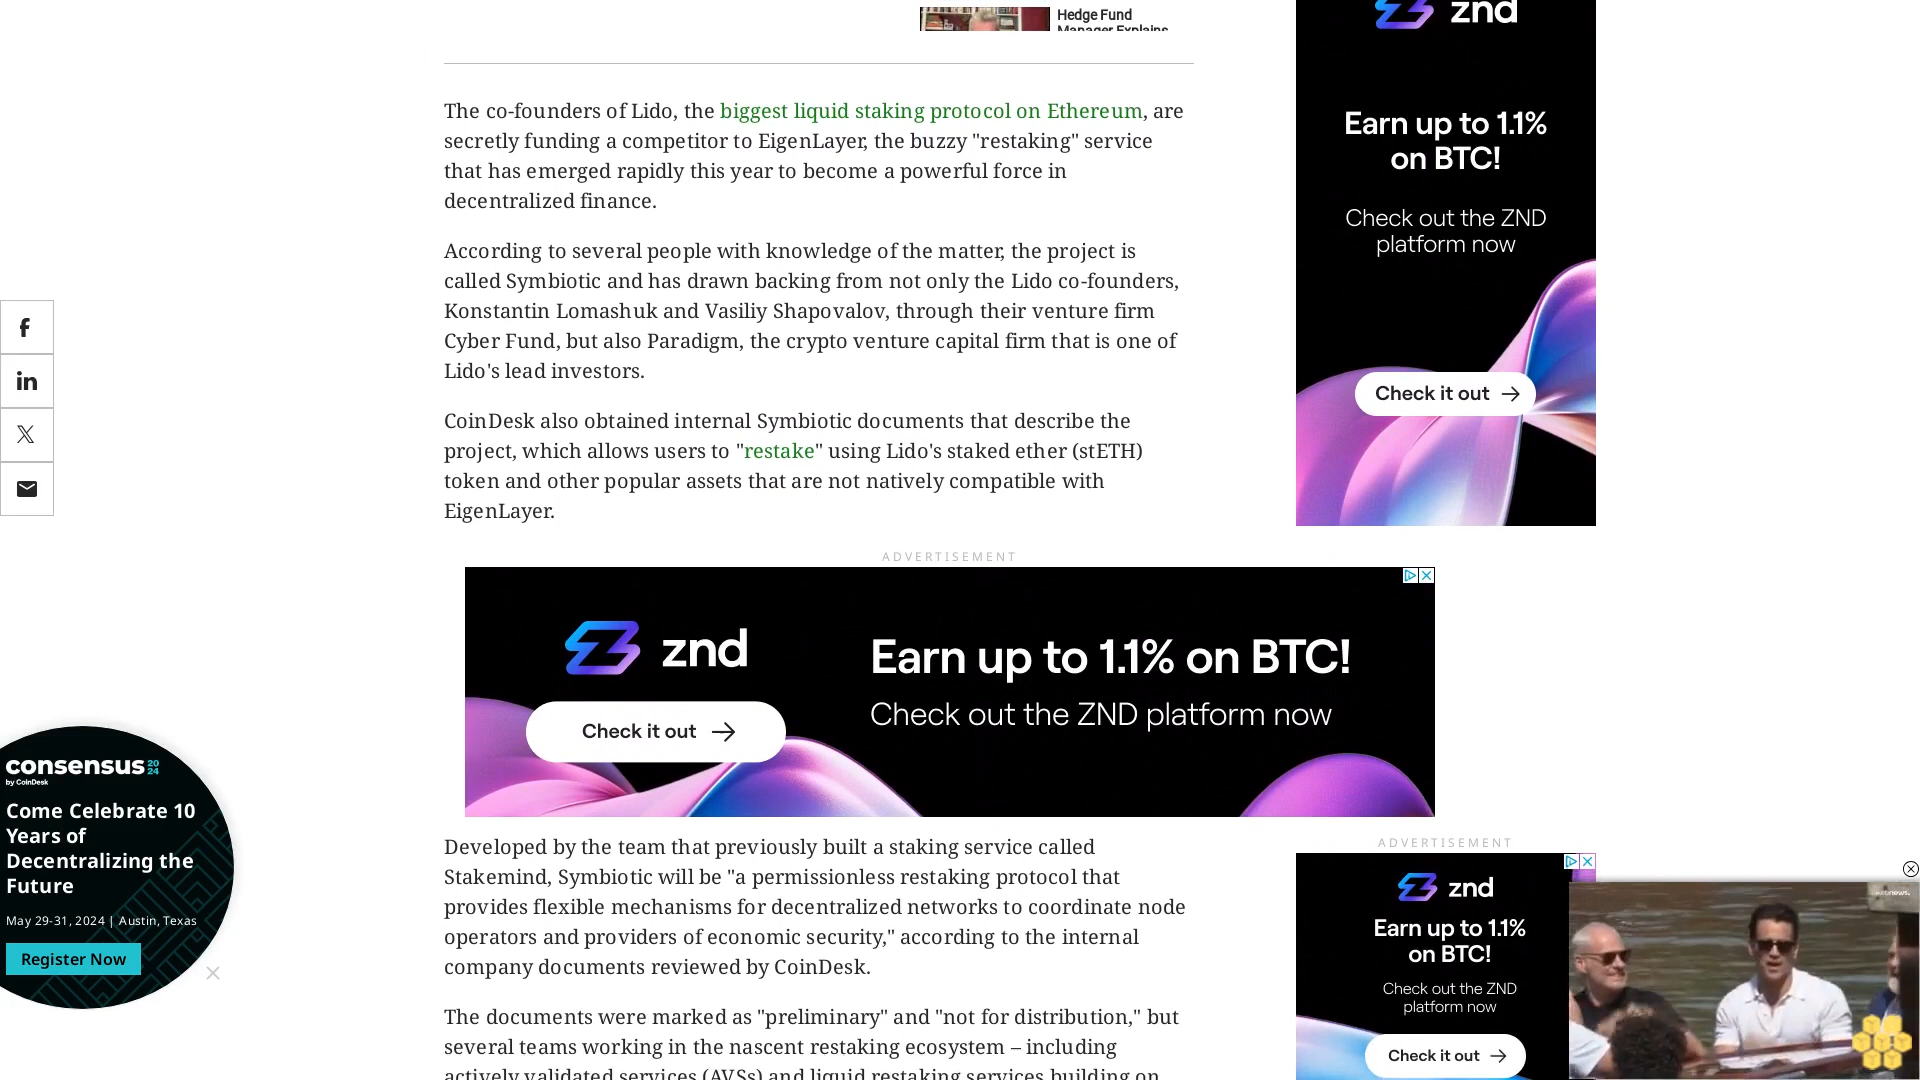 Hedge Fund
Manager Explains
The co-founders of Lido, the biggest liquid staking protocol on Ethereum, are
secretly funding a competitor to EigenLayer, the buzzy "restaking" service
that has emerged rapidly this year to become a powerful force in
decentralized finance.
According to several people with knowledge of the matter, the project is
called Symbiotic and has drawn backing from not only the Lido co-founders,
Konstantin Lomashuk and Vasiliy Shapovalov, through their venture firm
Cyber Fund, but also Paradigm, the crypto venture capital firm that is one of
Lido's lead investors.
CoinDesk also obtained internal Symbiotic documents that describe the
project, which allows users to "restake" using Lido's staked ether (stETH)
token and other popular assets that are not natively compatible with
EigenLayer.
ADVERTISEMENT
znd
Earn up to 1.1% on BTC!
Check out the ZND platform now
Check it out
Developed by the team that previously built a staking service called
Stakemind, Symbiotic will be "a permissionless restaking protocol that
provides flexible mechanisms for decentralized networks to coordinate node
operators and providers of economic security," according to the internal
company documents reviewed by CoinDesk.
The documents were marked as "preliminary" and "not for distribution," but
several teams working in the nascent restaking ecosystem – including
actively validated services (AVSs) and liquid restaking services building on
znd
Earn up to 1.1%
on BTC!
Check out the ZND
platform now
Check it out
ADVERTISEMENT
znd
Earn up to 1.1%
on BTC!
Check out the ZND
platform now
Check it out
consensus 2024
by CoinDesk
Come Celebrate 10
Years of
Decentralizing the
Future
May 29-31, 2024 | Austin, Texas
Register Now